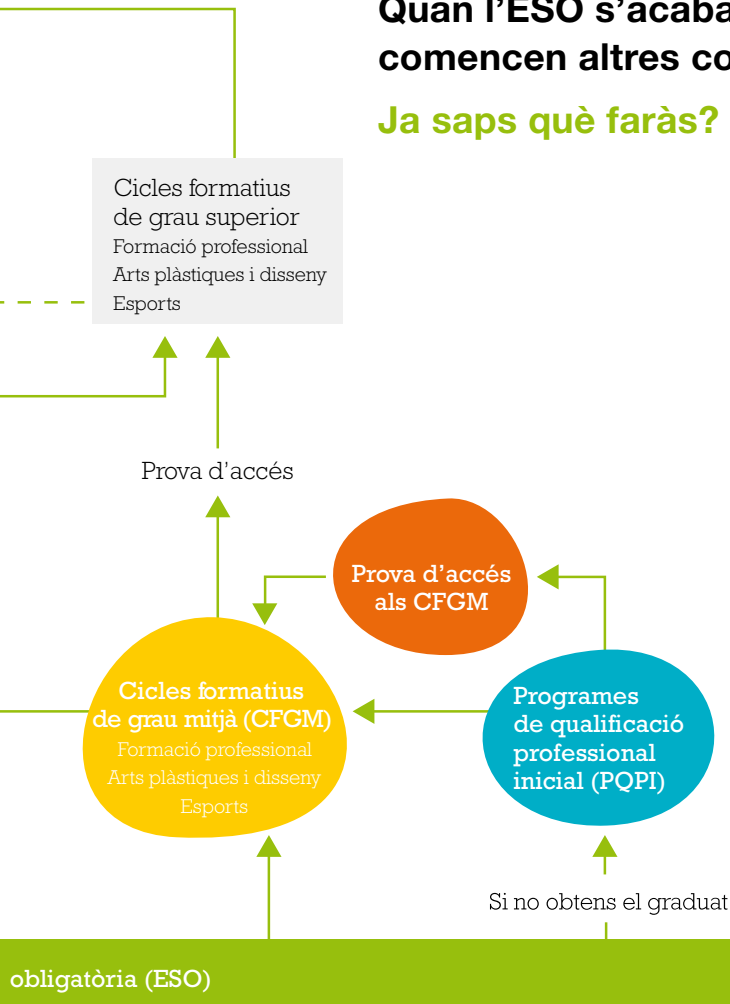 Quan l'ESO s'acaba
comencen altres co
Ja saps què faràs?
Cicles formatius
de grau superior
Formació professional
Arts plàstiques i disseny
Esports
Prova d'accés
Prova d'accés
als CFGM
Cicles formatius
de grau mitjà (CFGM)
Formació professional
Arts plàstiques i disseny
Esports
Programes
de qualificació
professional
inicial (PQPI)
Si no obtens el graduat
obligatòria (ESO)